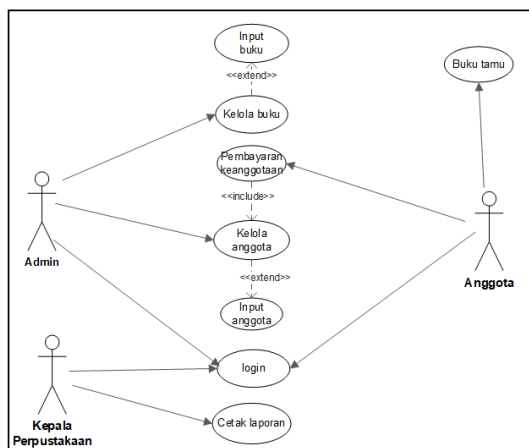 Input
buku
<<extend>>
Kelola buku
Buku tamu
Pembayaran
keanggotaan
<<include>>
Kelola
anggota
<<extend>>
Input
anggota
Admin
Anggota
login
Kepala
Perpustakaan
Cetak laporan